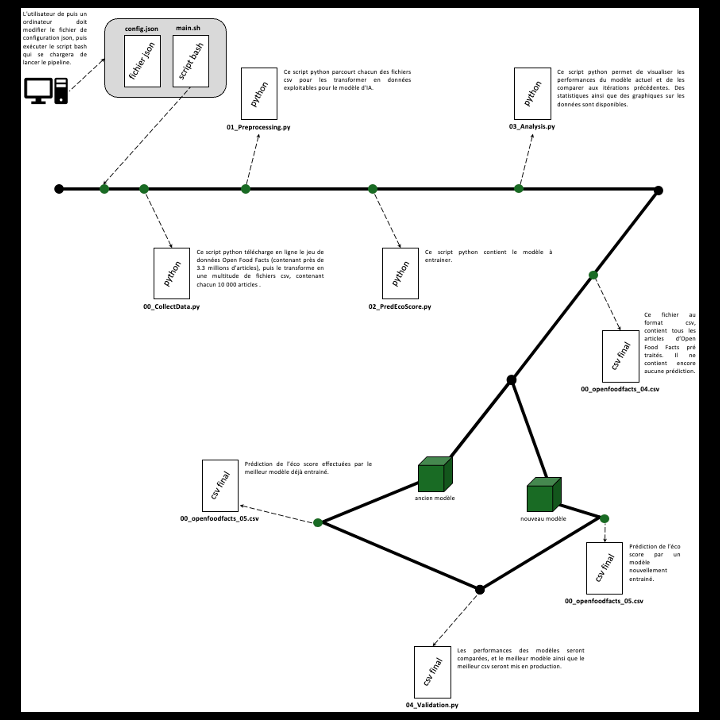 L'utilisateur de puis un
ordinateur doit
modifier le fichier de
configuration json, puis
exécuter le script bash
qui se chargera de
lancer le pipeline.
config.json
main.sh
fichier json
script bash
python
01_Preprocessing.py
Ce script python parcourt chacun des fichiers
csv pour les transformer en données
exploitables pour le modèle d'IA.
python
03_Analysis.py
Ce script python permet de visualiser les
performances du modèle actuel et de les
comparer aux itérations précédentes. Des
statistiques ainsi que des graphiques sur les
données sont disponibles.
python
00_CollectData.py
Ce script python télécharge en ligne le jeu de
données Open Food Facts (contenant près de
3.3 millions d'articles), puis le transforme en
une multitude de fichiers csv, contenant
chacun 10 000 articles .
python
02_PredEcoScore.py
Ce script python contient le modèle à
entrainer.
csv final
00_openfoodfacts_04.csv
Ce fichier au
format csv,
contient tous les
articles d'Open
Food Facts pré
traités. Il ne
contient encore
aucune prédiction.
ancien modèle
nouveau modèle
csv final
00_openfoodfacts_05.csv
Prédiction de l'éco score effectuées par le
meilleur modèle déjà entrainé.
csv final
00_openfoodfacts_05.csv
Prédiction de l'éco
score par un
modèle
nouvellement
entrainé.
csv final
04_Validation.py
Les performances des modèles seront
comparées, et le meilleur modèle ainsi que le
meilleur csv seront mis en production.